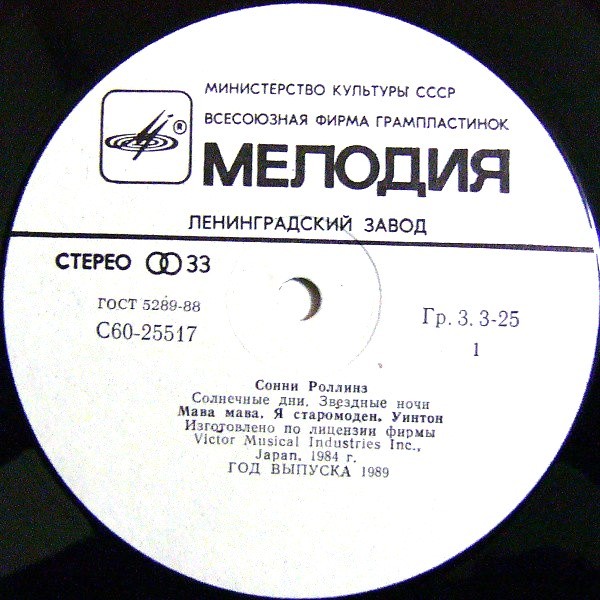 МИНИСТЕРСТВО КУЛЬТУРЫ СССР
ВСЕСОЮЗНАЯ ФИРМА ГРАМПЛАСТИНОК
®
МЕЛОДИЯ
ЛЕНИНГРАДСКИЙ ЗАВОД
СТЕРЕО 33
ГОСТ 5289-88
С60-25517
Гр. 3. 3-25
1
Сонни Роллинз
Солнечные дни. Звездные ночи
Мава мава. Я старомоден. Уинтон
Изготовлено по лицензии фирмы
Victor Musical Industries Inc.,
Japan, 1984 г.
ГОД ВЫПУСКА 1989